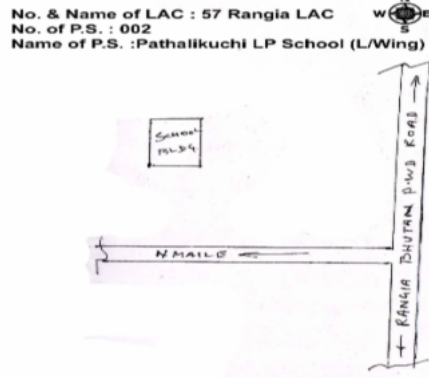 No. & Name of LAC : 57 Rangia LAC
No. of P.S. : 002
Name of P.S. :Pathalikuchi LP School (L/Wing)
W E
S
SCHOOL
BLDG
NMAILE
RANGIA BHUTAN P.W.D ROAD